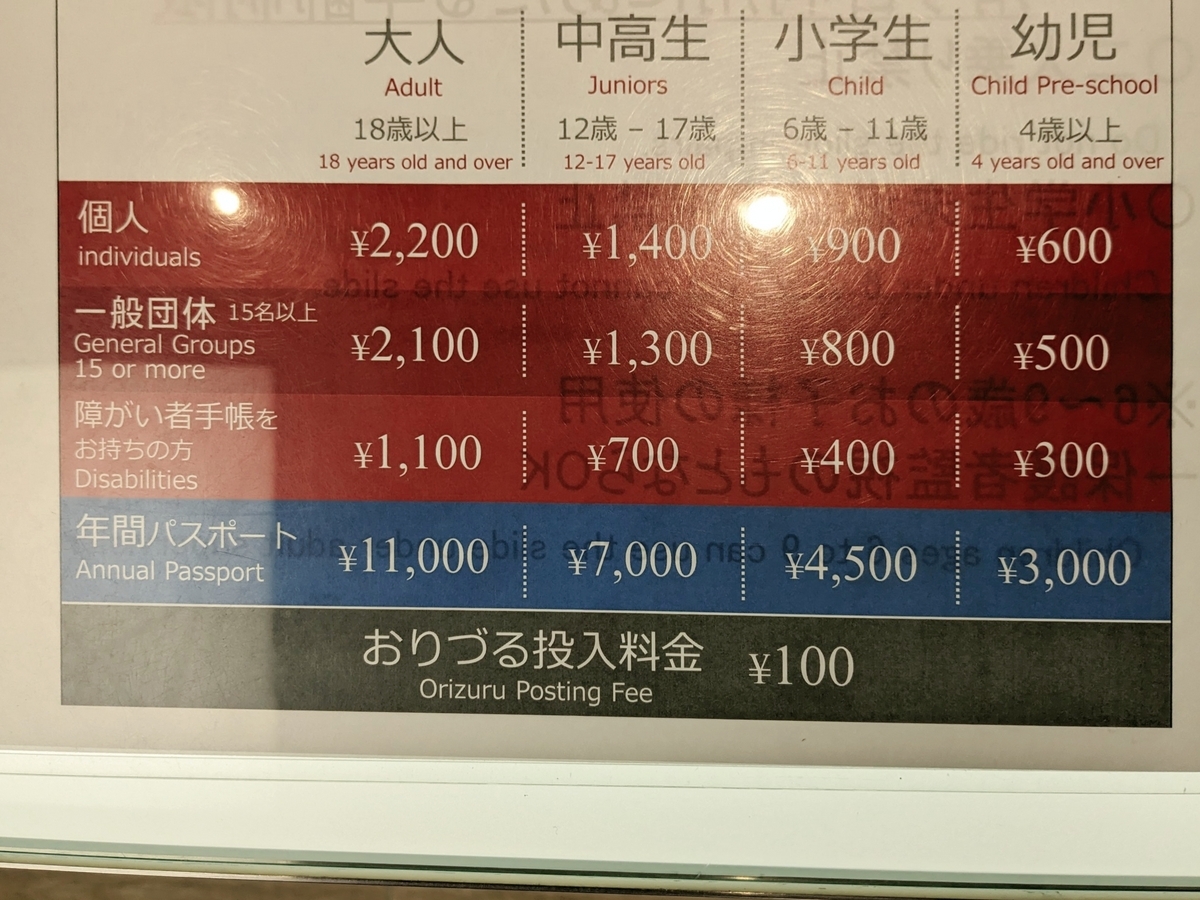 大人 中高生 小学生 幼児
Adult Juniors Child Child Pre-school
18歳以上 12歳 – 17歳 6歳 – 11歳 4歳以上
18 years old and over 12-17 years old 6-11 years old 4 years old and over
個人 ¥2,200 ¥1,400 ¥900 ¥600
individuals
一般団体 15名以上
General Groups ¥2,100 ¥1,300 ¥800 ¥500
15 or more
障がい者手帳を
お持ちの方 ¥1,100 ¥700 ¥400 ¥300
Disabilities
年間パスポート ¥11,000 ¥7,000 ¥4,500 ¥3,000
Annual Passport
おりづる投入料金 ¥100
Orizuru Posting Fee